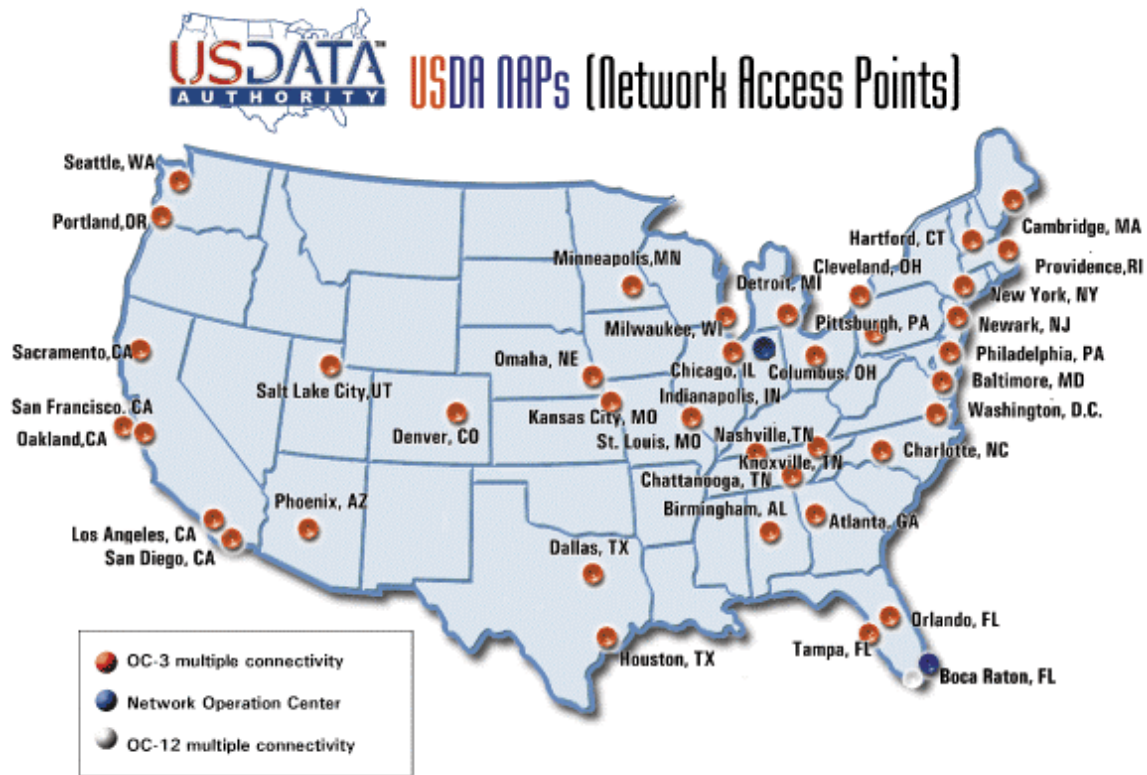 USDATA™
AUTHORITY
USDA NAPs (Network Access Points)
Seattle, WA
Portland,OR
Cambridge, MA
Hartford, CT
Minneapolis,MN
Cleveland, OH
Providence,RI
Detroit, MI
New York, NY
Milwaukee, WI
Pittsburgh, PA
Newark, NJ
Sacramento,CA
Omaha, NE
Chicago, IL
Columbus, OH
Philadelphia, PA
Salt Lake City,UT
Baltimore, MD
Indianapolis, IN
San Francisco. CA
Kansas City, MO
Washington, D.C.
Oakland,CA
Denver, CO
St. Louis, MO
Nashville,TN
Charlotte, NC
Knoxville, TN
Chattanooga, TN
Phoenix, AZ
Birmingham, AL
Atlanta, GA
Los Angeles, CA
San Diego, CA
Dallas, TX
Orlando, FL
Tampa, FL
Houston, TX
Boca Raton, FL
OC-3 multiple connectivity
Network Operation Center
OC-12 multiple connectivity